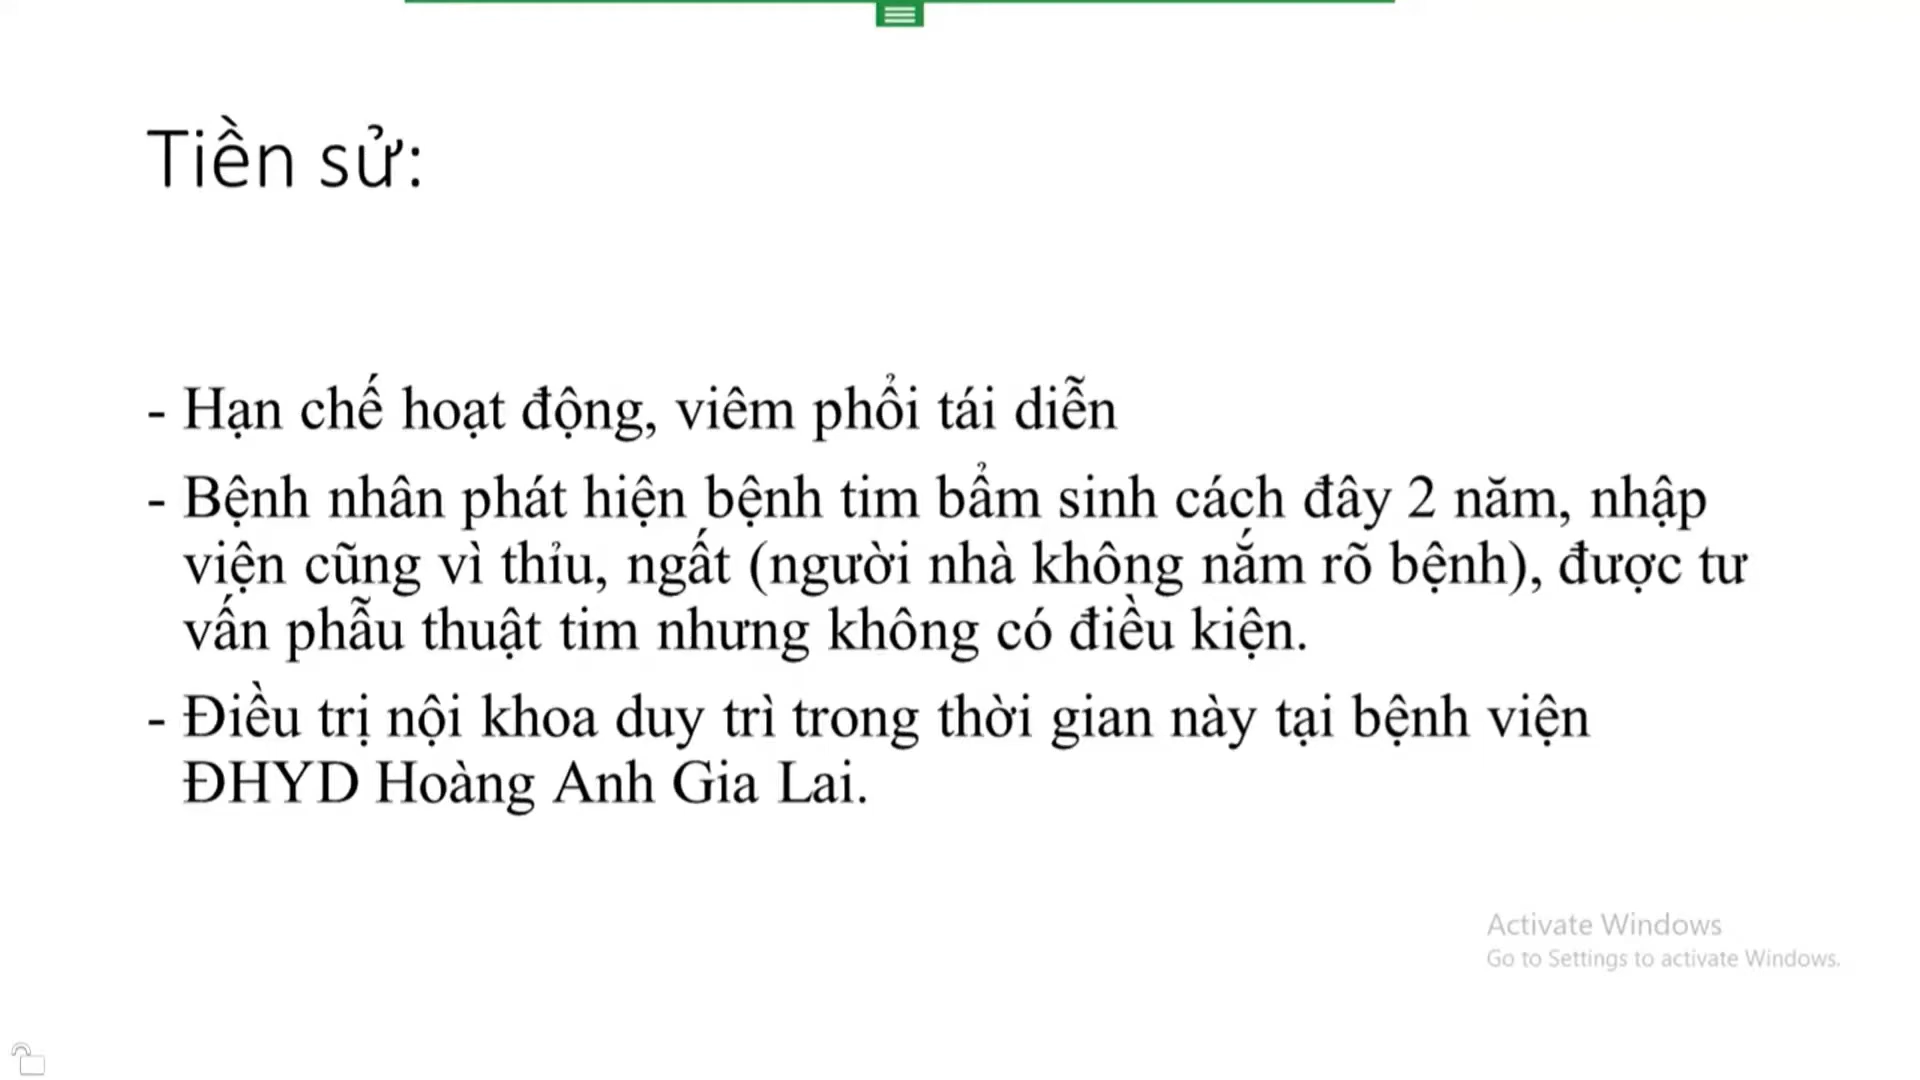 Tiền sử:
- Hạn chế hoạt động, viêm phổi tái diễn
- Bệnh nhân phát hiện bệnh tim bẩm sinh cách đây 2 năm, nhập
viện cũng vì thỉu, ngất (người nhà không nắm rõ bệnh), được tư
vấn phẫu thuật tim nhưng không có điều kiện.
- Điều trị nội khoa duy trì trong thời gian này tại bệnh viện
ĐHYD Hoàng Anh Gia Lai.
Activate Windows
Go to Settings to activate Windows.